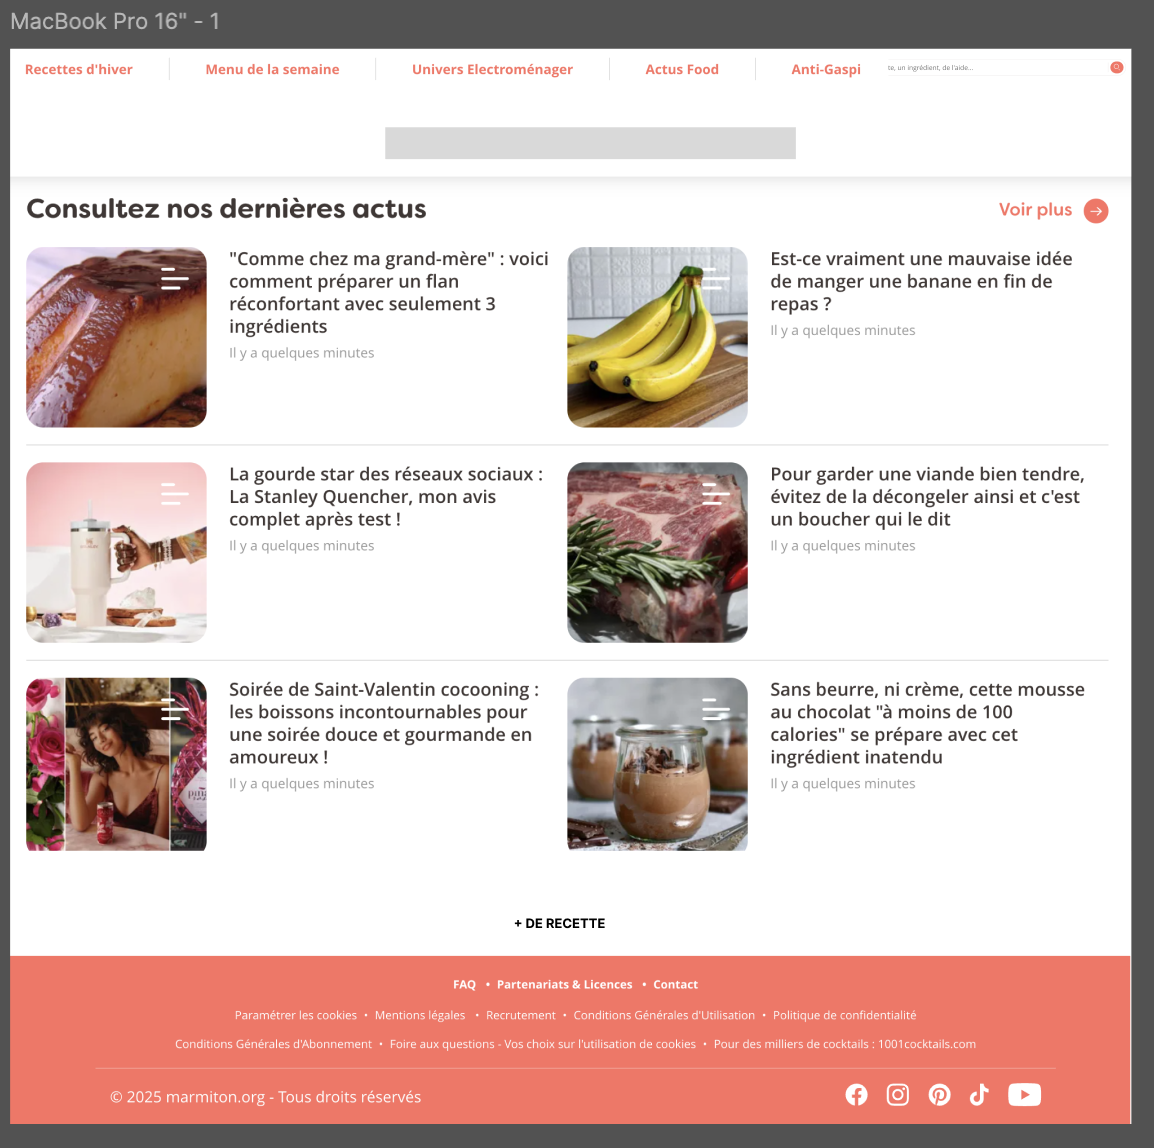 MacBook Pro 16" - 1
Recettes d'hiver
Menu de la semaine
Univers Electroménager
Actus Food
Anti-Gaspi
te, un ingrédient, de l'aide...
Consultez nos dernières actus
Voir plus
"Comme chez ma grand-mère" : voici
comment préparer un flan
réconfortant avec seulement 3
ingrédients
Il y a quelques minutes
Est-ce vraiment une mauvaise idée
de manger une banane en fin de
repas ?
Il y a quelques minutes
La gourde star des réseaux sociaux :
La Stanley Quencher, mon avis
complet après test !
Il y a quelques minutes
Pour garder une viande bien tendre,
évitez de la décongeler ainsi et c'est
un boucher qui le dit
Il y a quelques minutes
Soirée de Saint-Valentin cocooning :
les boissons incontournables pour
une soirée douce et gourmande en
amoureux !
Il y a quelques minutes
Sans beurre, ni crème, cette mousse
au chocolat "à moins de 100
calories" se prépare avec cet
ingrédient inatendu
Il y a quelques minutes
+ DE RECETTE
FAQ • Partenariats & Licences • Contact
Paramétrer les cookies • Mentions légales • Recrutement • Conditions Générales d'Utilisation • Politique de confidentialité
Conditions Générales d'Abonnement • Foire aux questions - Vos choix sur l'utilisation de cookies • Pour des milliers de cocktails : 1001cocktails.com
© 2025 marmiton.org - Tous droits réservés